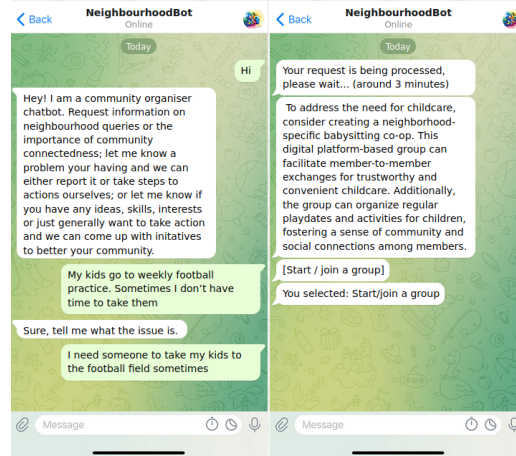 Back
NeighbourhoodBot
Online
Today
Hi
Hey! I am a community organiser
chatbot. Request information on
neighbourhood queries or the
importance of community
connectedness; let me know a
problem your having and we can
either report it or take steps to
actions ourselves; or let me know if
you have any ideas, skills, interests
or just generally want to take action
and we can come up with initatives
to better your community.
My kids go to weekly football
practice. Sometimes I don't have
time to take them
Sure, tell me what the issue is.
I need someone to take my kids to
the football field sometimes
Message
Back
NeighbourhoodBot
Online
Today
Your request is being processed,
please wait... (around 3 minutes)
To address the need for childcare,
consider creating a neighborhood-
specific babysitting co-op. This
digital platform-based group can
facilitate member-to-member
exchanges for trustworthy and
convenient childcare. Additionally,
the group can organize regular
playdates and activities for children,
fostering a sense of community and
social connections among members.
[Start / join a group]
You selected: Start/join a group
Message